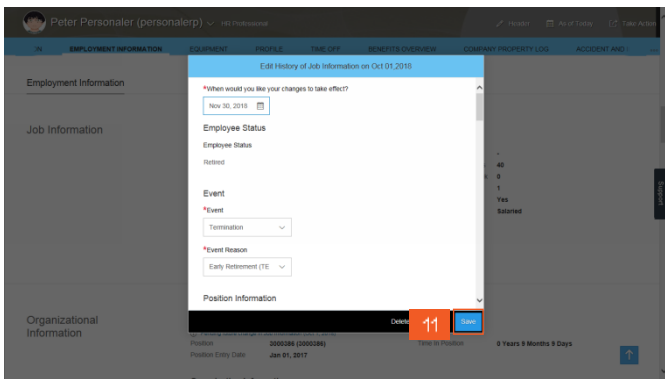 Peter Personaler (personalerp) HR Professional As of Today Take Action
EMPLOYMENT INFORMATION EQUIPMENT PROFILE TIME OFF BENEFITS OVERVIEW COMPANY PROPERTY LOG ACCIDENT AND
Edit History of Job Information on Oct 01,2018
Employment Information
*When would you like your changes to take effect?
Nov 30, 2018
Job Information
Employee Status
Employee Status
Retired
-
40
0
1
Yes
Salaried
Support
Event
*Event
Termination
*Event Reason
Early Retirement (TE
Position Information
Delete 11 Save
Organizational
Information
Position 3000386 (3000386) Time In Position 0 Years 9 Months 9 Days
Position Entry Date Jan 01, 2017